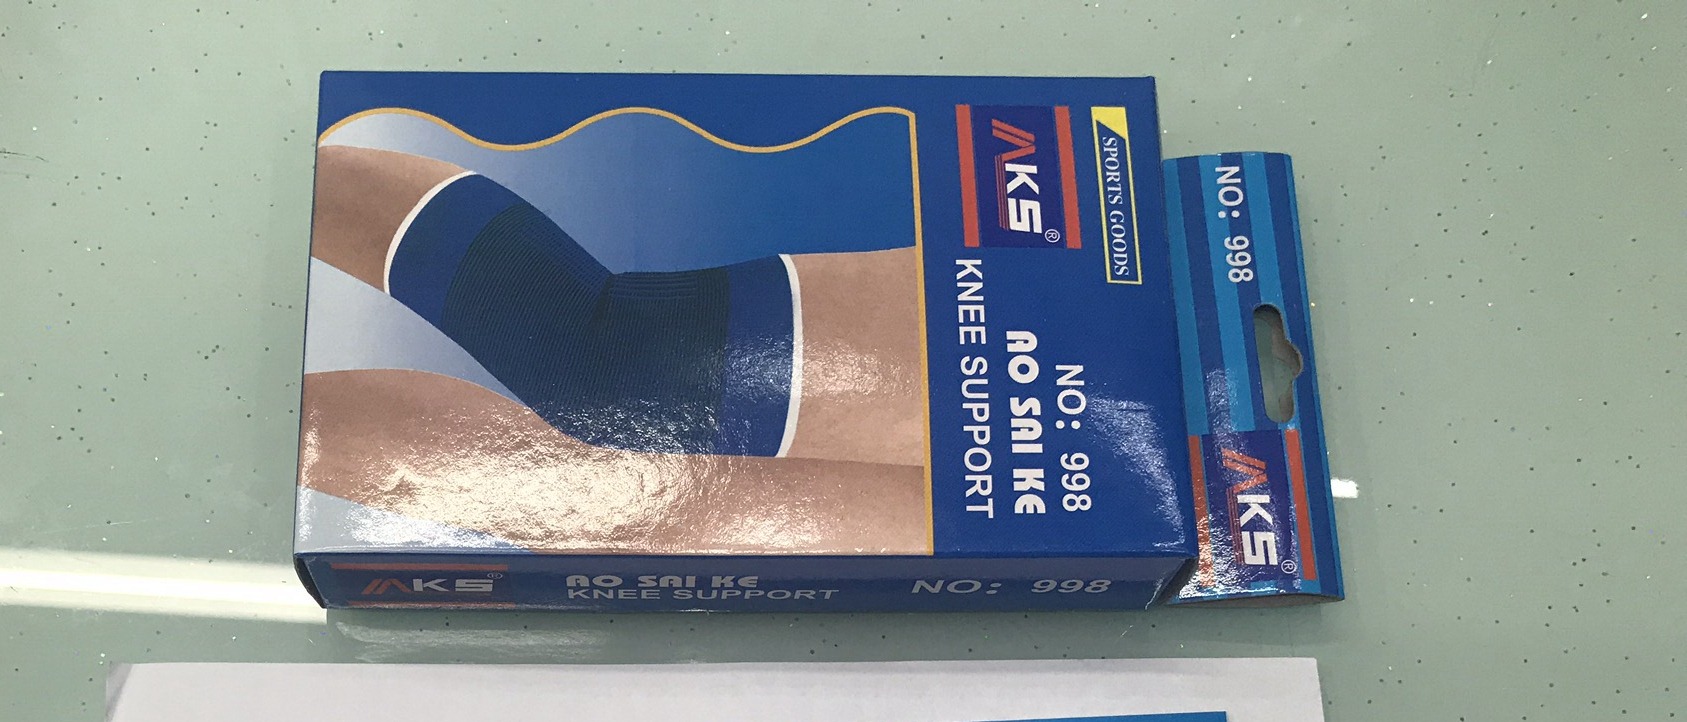 SPORTS GOODS
AKS®
NO: 998
AO SAI KE
KNEE SUPPORT
NO: 998
AKS®
AKS®
AO SAI KE
KNEE SUPPORT
NO: 998